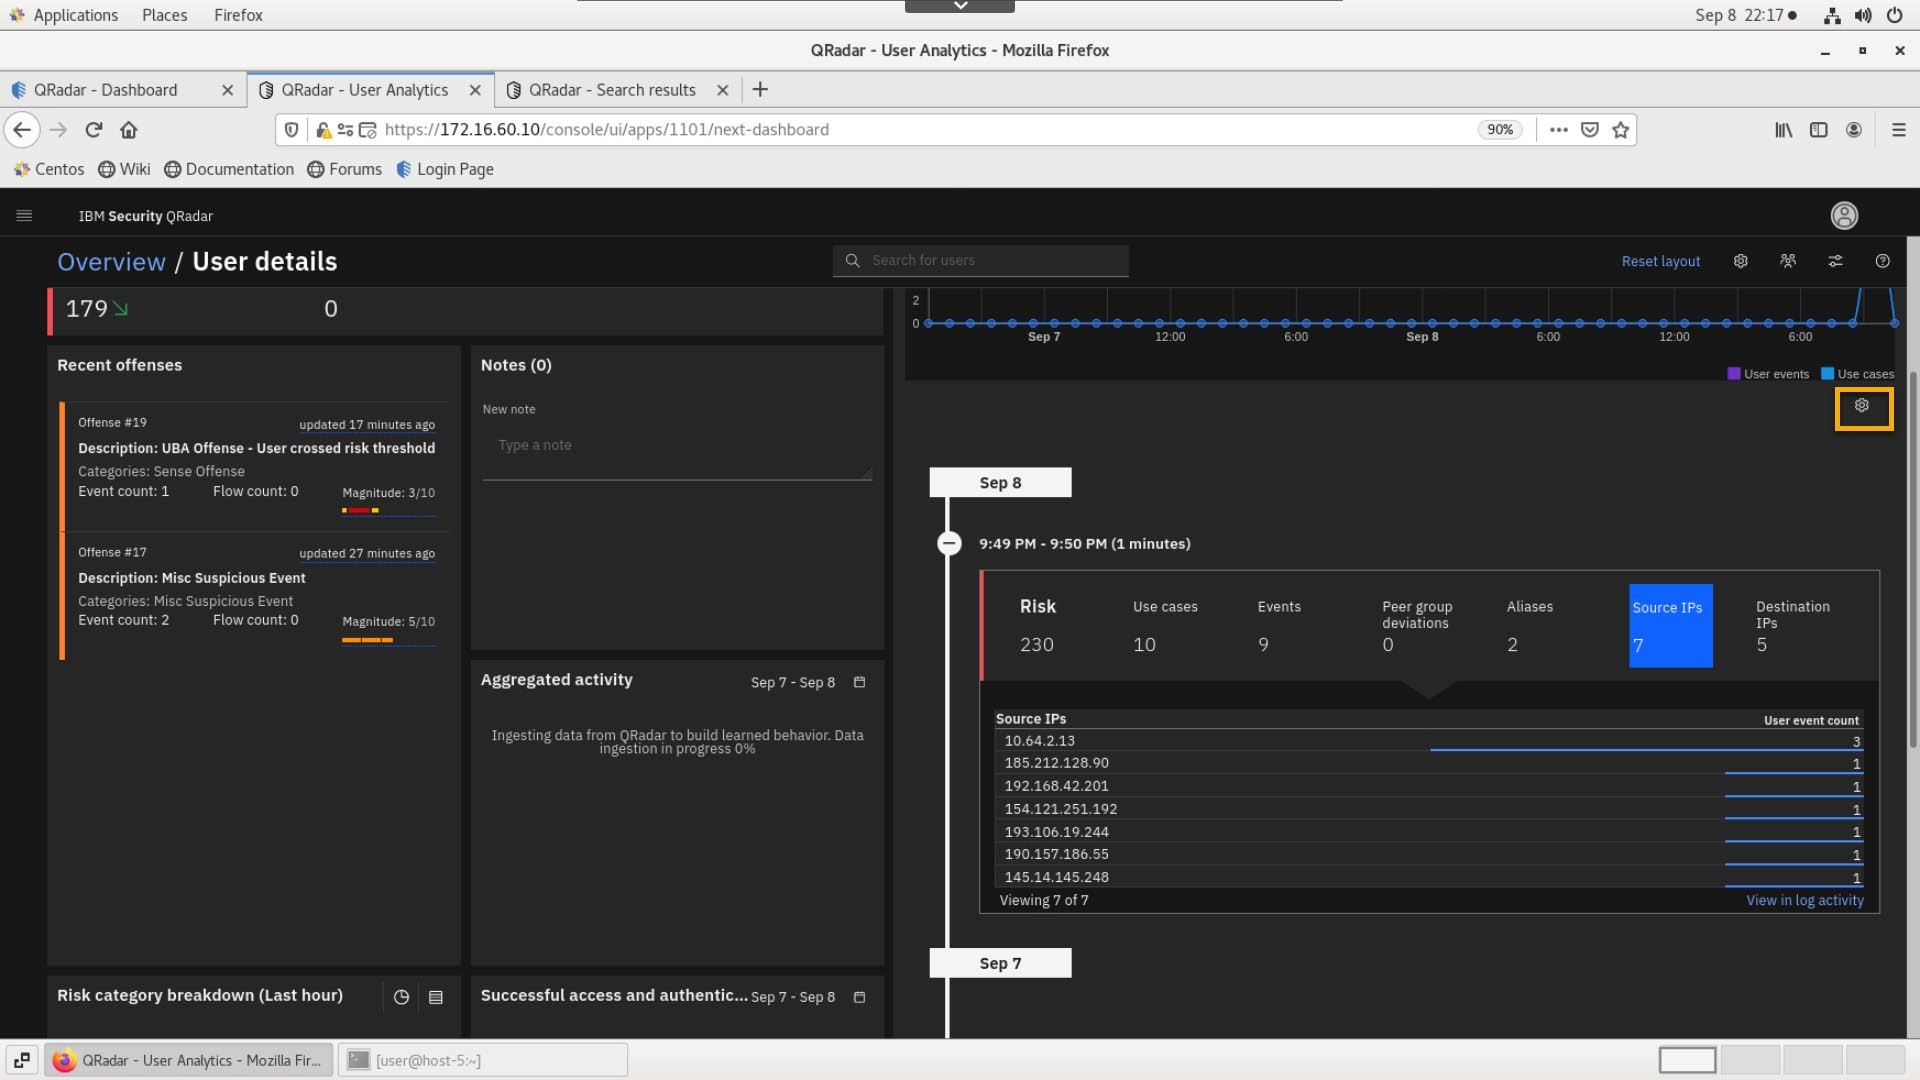 Applications Places Firefox Sep 8 22:17
QRadar - User Analytics - Mozilla Firefox
QRadar - Dashboard QRadar - User Analytics QRadar - Search results
https://172.16.60.10/console/ui/apps/1101/next-dashboard 90%
Centos Wiki Documentation Forums Login Page
IBM Security QRadar
Overview / User details Search for users Reset layout
179 0
Recent offenses
Offense #19 updated 17 minutes ago
Description: UBA Offense - User crossed risk threshold
Categories: Sense Offense
Event count: 1 Flow count: 0 Magnitude: 3/10
Offense #17 updated 27 minutes ago
Description: Misc Suspicious Event
Categories: Misc Suspicious Event
Event count: 2 Flow count: 0 Magnitude: 5/10
Notes (0)
New note
Type a note
Aggregated activity Sep 7 - Sep 8
Ingesting data from QRadar to build learned behavior. Data
ingestion in progress 0%
Risk category breakdown (Last hour)
Successful access and authentic... Sep 7 - Sep 8
2
0
Sep 7 12:00 6:00 Sep 8 6:00 12:00 6:00
User events Use cases
Sep 8
9:49 PM - 9:50 PM (1 minutes)
Risk Use cases Events Peer group deviations Aliases Source IPs Destination IPs
230 10 9 0 2 7 5
Source IPs User event count
10.64.2.13 3
185.212.128.90 1
192.168.42.201 1
154.121.251.192 1
193.106.19.244 1
190.157.186.55 1
145.14.145.248 1
Viewing 7 of 7 View in log activity
Sep 7
QRadar - User Analytics - Mozilla Fir... [user@host-5:~]